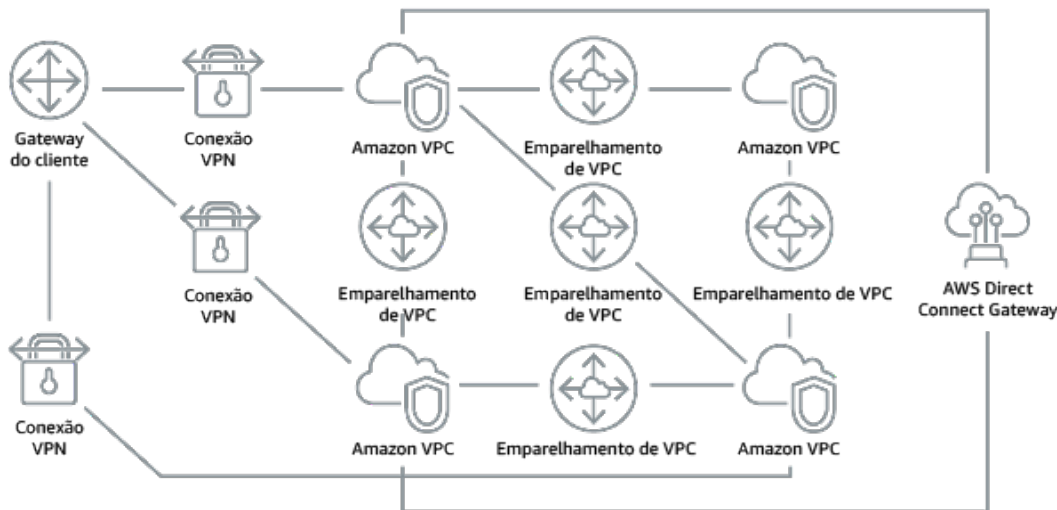 Gateway
do cliente
Conexão
VPN
Amazon VPC
Emparelhamento
de VPC
Amazon VPC
Conexão
VPN
Emparelhamento
de VPC
Emparelhamento
de VPC
Emparelhamento de VPC
AWS Direct
Connect Gateway
Conexão
VPN
Amazon VPC
Emparelhamento de VPC
Amazon VPC